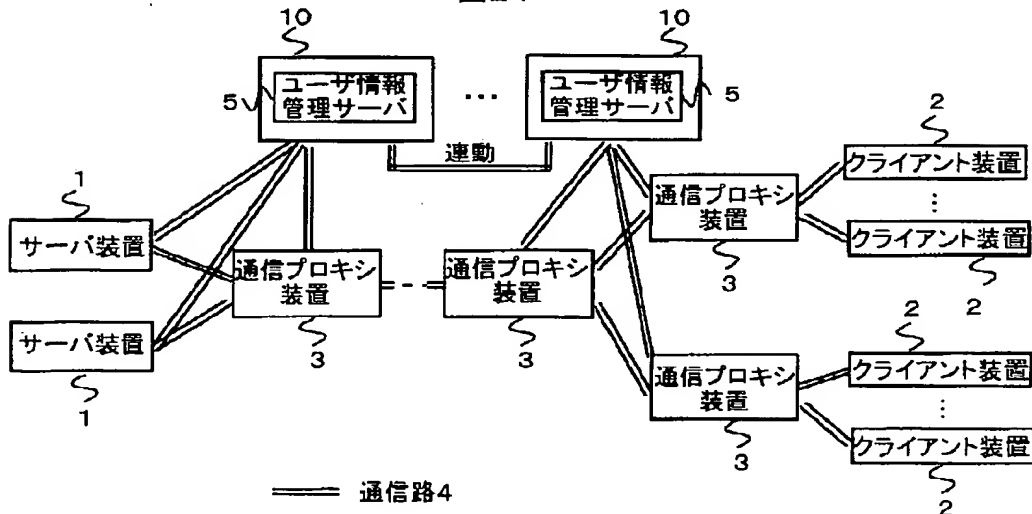 10
10
ユーザ情報
管理サーバ
5
…
ユーザ情報
管理サーバ
5
連動
2
クライアント装置
⋮
クライアント装置
2
1
サーバ装置
通信プロキシ
装置
3
通信プロキシ
装置
3
通信プロキシ
装置
3
サーバ装置
1
2
クライアント装置
⋮
クライアント装置
2
通信プロキシ
装置
3
通信路4